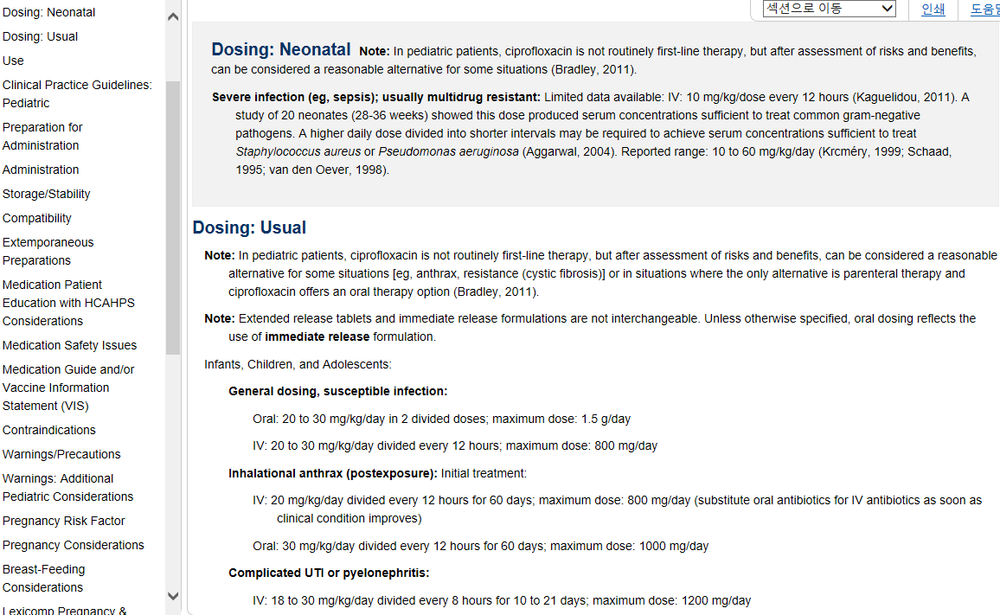 Dosing: Neonatal
Dosing: Usual
Use
Clinical Practice Guidelines:
Pediatric
Preparation for
Administration
Administration
Storage/Stability
Compatibility
Extemporaneous
Preparations
Medication Patient
Education with HCAHPS
Considerations
Medication Safety Issues
Medication Guide and/or
Vaccine Information
Statement (VIS)
Contraindications
Warnings/Precautions
Warnings: Additional
Pediatric Considerations
Pregnancy Risk Factor
Pregnancy Considerations
Breast-Feeding
Considerations
Lexicomp Pregnancy &
섹션으로 이동
인쇄
도움말
Dosing: Neonatal Note: In pediatric patients, ciprofloxacin is not routinely first-line therapy, but after assessment of risks and benefits,
can be considered a reasonable alternative for some situations (Bradley, 2011).
Severe infection (eg, sepsis); usually multidrug resistant: Limited data available: IV: 10 mg/kg/dose every 12 hours (Kaguelidou, 2011). A
study of 20 neonates (28-36 weeks) showed this dose produced serum concentrations sufficient to treat common gram-negative
pathogens. A higher daily dose divided into shorter intervals may be required to achieve serum concentrations sufficient to treat
Staphylococcus aureus or Pseudomonas aeruginosa (Aggarwal, 2004). Reported range: 10 to 60 mg/kg/day (Krcméry, 1999; Schaad,
1995; van den Oever, 1998).
Dosing: Usual
Note: In pediatric patients, ciprofloxacin is not routinely first-line therapy, but after assessment of risks and benefits, can be considered a reasonable
alternative for some situations [eg, anthrax, resistance (cystic fibrosis)] or in situations where the only alternative is parenteral therapy and
ciprofloxacin offers an oral therapy option (Bradley, 2011).
Note: Extended release tablets and immediate release formulations are not interchangeable. Unless otherwise specified, oral dosing reflects the
use of immediate release formulation.
Infants, Children, and Adolescents:
General dosing, susceptible infection:
Oral: 20 to 30 mg/kg/day in 2 divided doses; maximum dose: 1.5 g/day
IV: 20 to 30 mg/kg/day divided every 12 hours; maximum dose: 800 mg/day
Inhalational anthrax (postexposure): Initial treatment:
IV: 20 mg/kg/day divided every 12 hours for 60 days; maximum dose: 800 mg/day (substitute oral antibiotics for IV antibiotics as soon as
clinical condition improves)
Oral: 30 mg/kg/day divided every 12 hours for 60 days; maximum dose: 1000 mg/day
Complicated UTI or pyelonephritis:
IV: 18 to 30 mg/kg/day divided every 8 hours for 10 to 21 days; maximum dose: 1200 mg/day